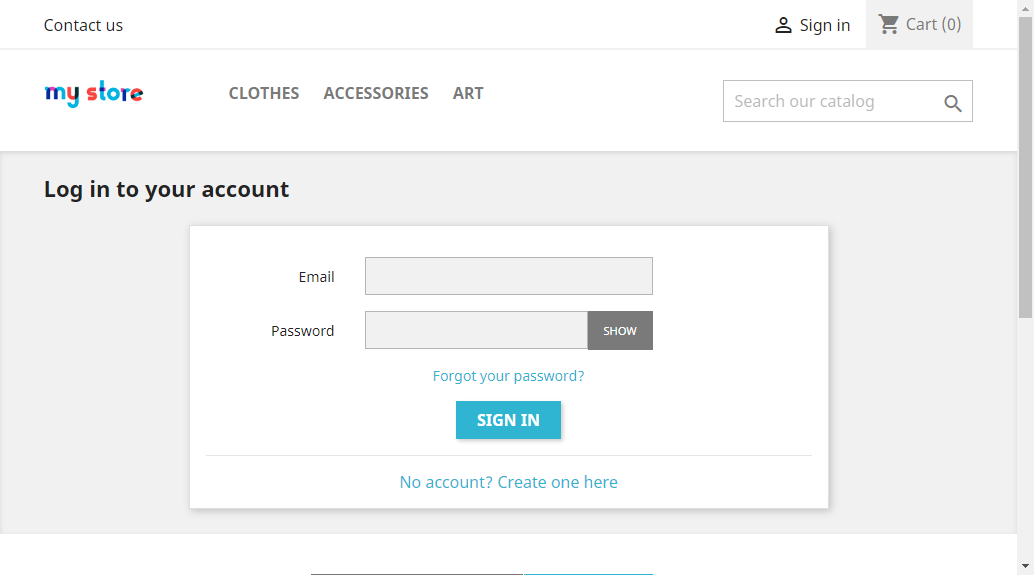 Contact us
Sign in
Cart (0)
my store
CLOTHES
ACCESSORIES
ART
Search our catalog
Log in to your account
Email
Password
SHOW
Forgot your password?
SIGN IN
No account? Create one here